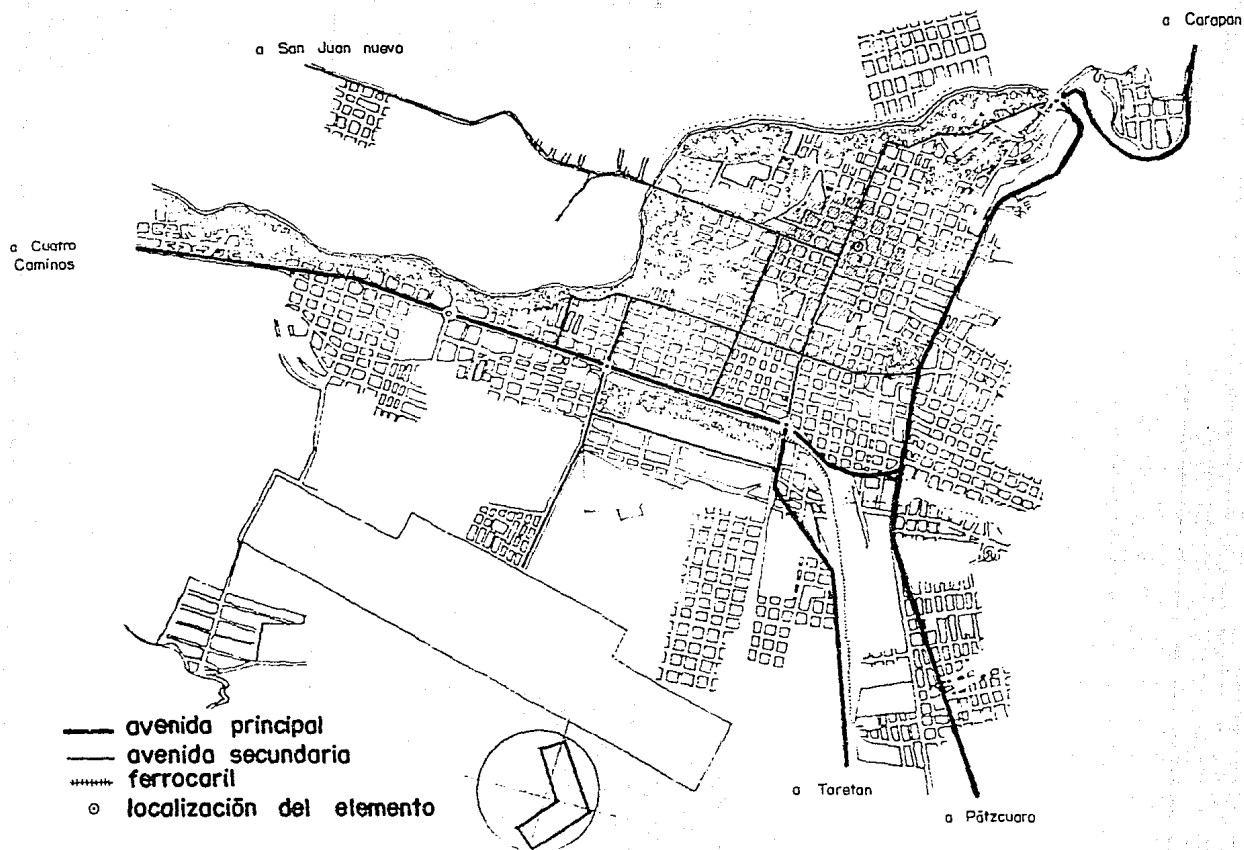 a Carapan
a San Juan nuevo
a Cuatro
Caminos
avenida principal
avenida secundaria
ferrocaril
localización del elemento
a Taretan
a Pátzcuaro